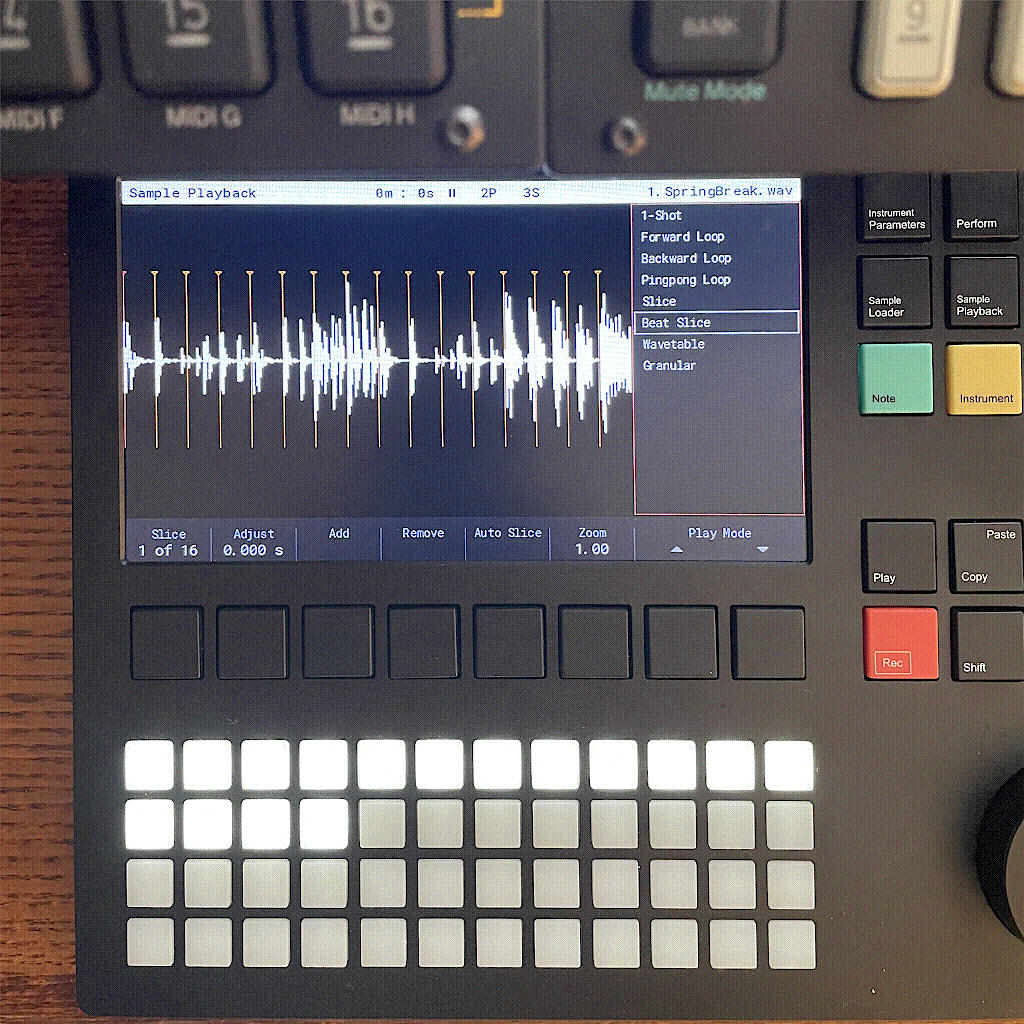 14
15
16
BANK
9
MIDI F
MIDI G
MIDI H
Mute Mode
Sample Playback 0m : 0s 2P 3S 1.SpringBreak.wav
1-Shot
Forward Loop
Backward Loop
Pingpong Loop
Slice
Beat Slice
Wavetable
Granular
Slice
1 of 16
Adjust
0.000 s
Add
Remove
Auto Slice
Zoom
1.00
Play Mode
Instrument
Parameters
Perform
Sample
Loader
Sample
Playback
Note
Instrument
Play
Paste
Copy
Rec
Shift